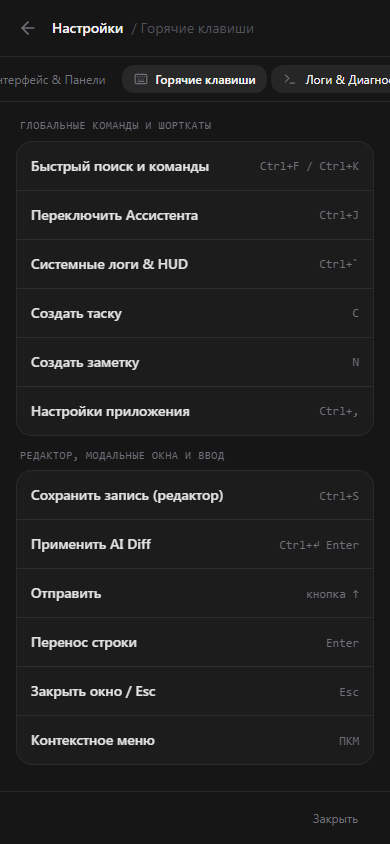 Настройки / Горячие клавиши
нтерфейс & Панели Горячие клавиши Логи & Диагно
ГЛОБАЛЬНЫЕ КОМАНДЫ И ШОРТКАТЫ
Быстрый поиск и команды Ctrl+F / Ctrl+K
Переключить Ассистента Ctrl+J
Системные логи & HUD Ctrl+`
Создать таску C
Создать заметку N
Настройки приложения Ctrl+,
РЕДАКТОР, МОДАЛЬНЫЕ ОКНА И ВВОД
Сохранить запись (редактор) Ctrl+S
Применить AI Diff Ctrl+↵ Enter
Отправить кнопка ↑
Перенос строки Enter
Закрыть окно / Esc Esc
Контекстное меню ПКМ
Закрыть